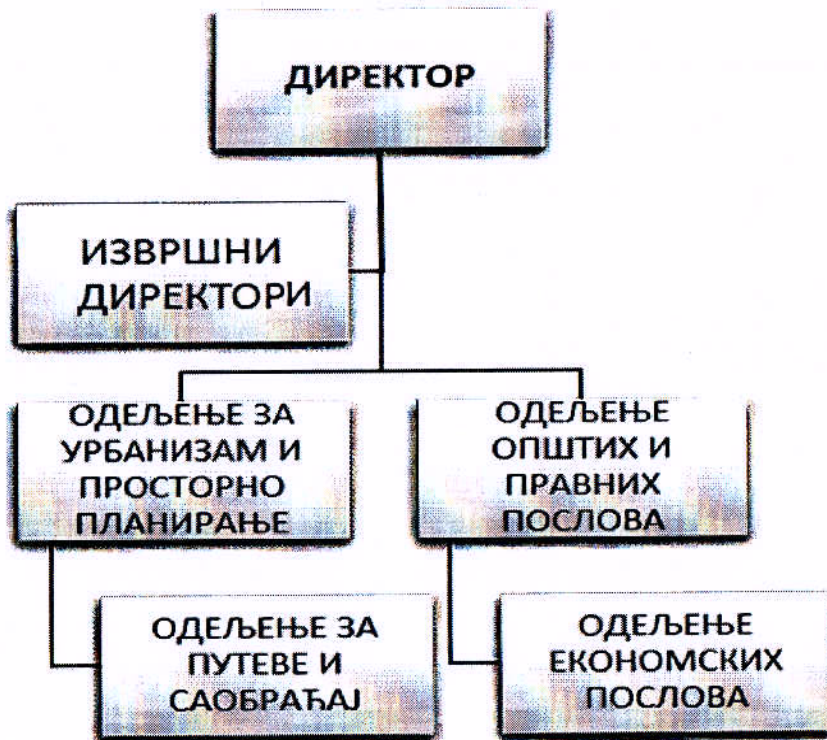 ДИРЕКТОР
ИЗВРШНИ
ДИРЕКТОРИ
ОДЕЉЕЊЕ ЗА
УРБАНИЗАМ И
ПРОСТОРНО
ПЛАНИРАЊЕ
ОДЕЉЕЊЕ
ОПШТИХ И
ПРАВНИХ
ПОСЛОВА
ОДЕЉЕЊЕ ЗА
ПУТЕВЕ И
САОБРАЋАЈ
ОДЕЉЕЊЕ
ЕКОНОМСКИХ
ПОСЛОВА